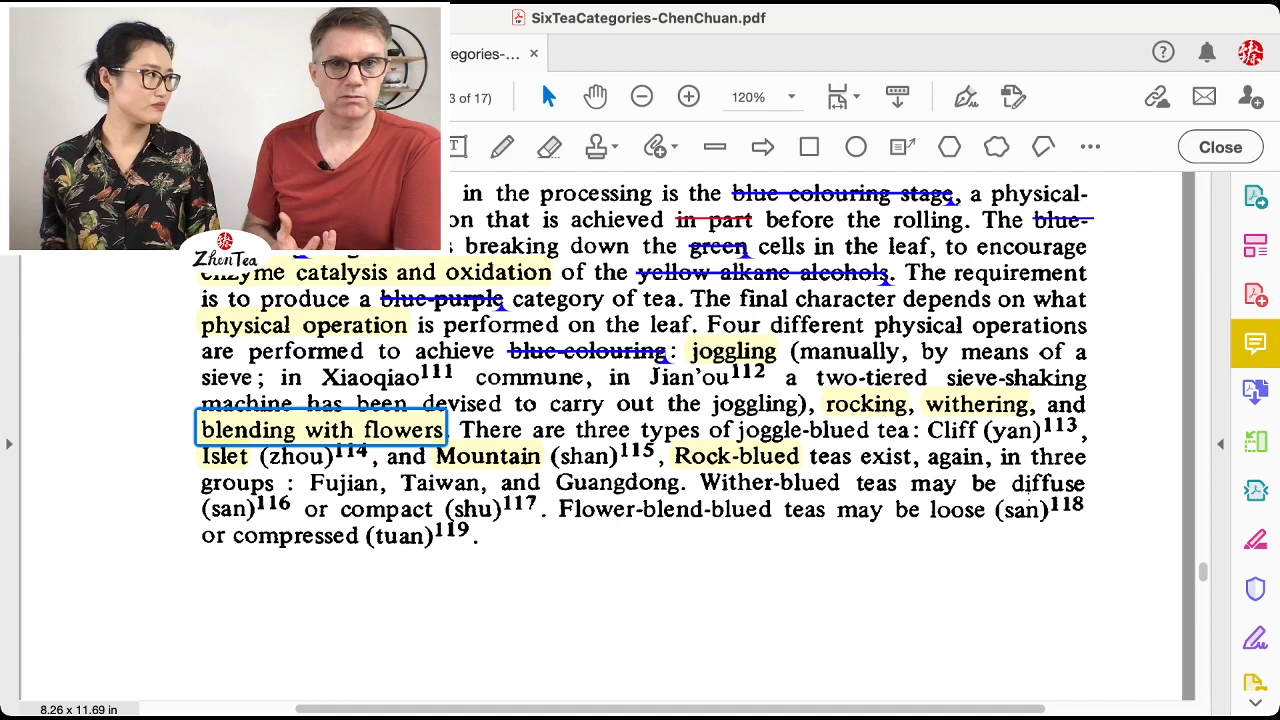 SixTeaCategories-ChenChuan.pdf
egories-... ×
3 of 17)
120%
Close
in the processing is the blue colouring stage, a physical-
on that is achieved in part before the rolling. The blue-
breaking down the green cells in the leaf, to encourage
enzyme catalysis and oxidation of the yellow alkane alcohols. The requirement
is to produce a blue-purple category of tea. The final character depends on what
physical operation is performed on the leaf. Four different physical operations
are performed to achieve blue-colouring: joggling (manually, by means of a
sieve; in Xiaoqiao111 commune, in Jian'ou112 a two-tiered sieve-shaking
machine has been devised to carry out the joggling), rocking, withering, and
blending with flowers. There are three types of joggle-blued tea: Cliff (yan)113,
Islet (zhou)114, and Mountain (shan)115, Rock-blued teas exist, again, in three
groups : Fujian, Taiwan, and Guangdong. Wither-blued teas may be diffuse
(san)116 or compact (shu)117. Flower-blend-blued teas may be loose (san)118
or compressed (tuan)119.
ZhenTea
8.26 x 11.69 in